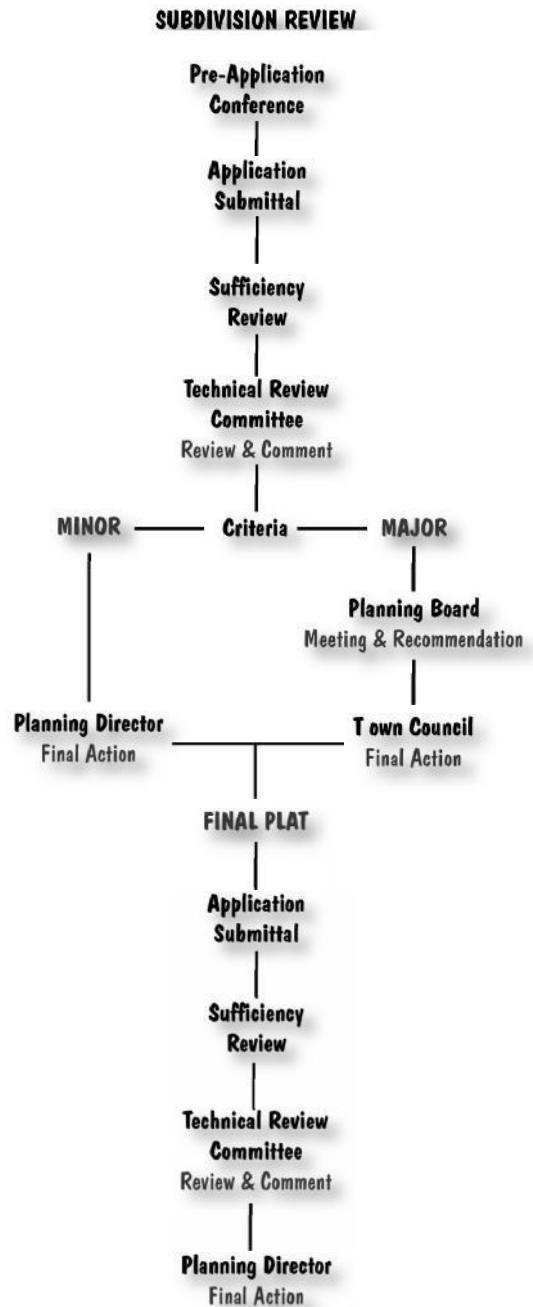 SUBDIVISION REVIEW
Pre-Application
Conference
Application
Submittal
Sufficiency
Review
Technical Review
Committee
Review & Comment
MINOR
Criteria
MAJOR
Planning Board
Meeting & Recommendation
Planning Director
Final Action
T own Council
Final Action
FINAL PLAT
Application
Submittal
Sufficiency
Review
Technical Review
Committee
Review & Comment
Planning Director
Final Action